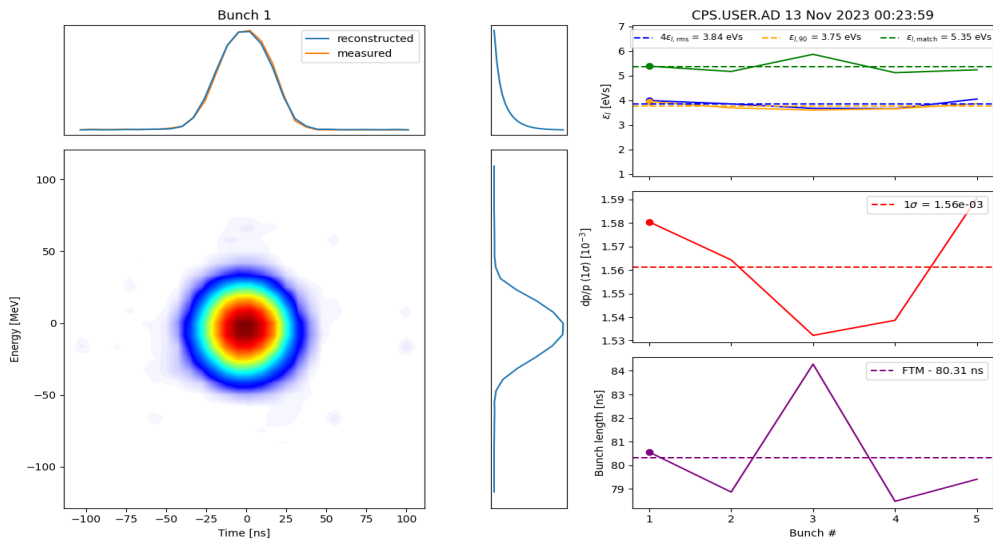 Bunch 1
reconstructed
measured
Energy [MeV]
100
50
0
−50
−100
−100 −75 −50 −25 0 25 50 75 100
Time [ns]
CPS.USER.AD 13 Nov 2023 00:23:59
4εl,rms = 3.84 eVs
εl,90 = 3.75 eVs
εl,match = 5.35 eVs
εl [eVs]
7
6
5
4
3
2
1
1σ = 1.56e-03
dp/p (1σ) [10⁻³]
1.59
1.58
1.57
1.56
1.55
1.54
1.53
FTM - 80.31 ns
Bunch length [ns]
84
83
82
81
80
79
1 2 3 4 5
Bunch #